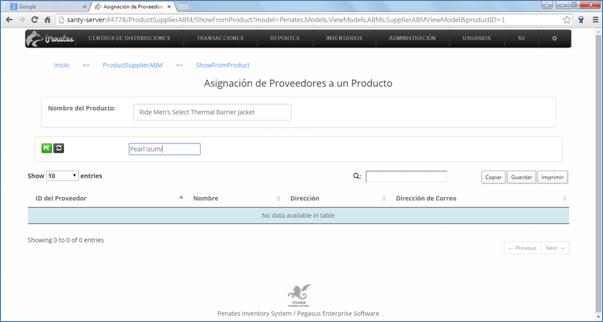 Google
Asignación de Proveedores
santy-server:44778/ProductSupplierABM/ShowFromProduct?model=Penates.Models.ViewModels.ABMs.SupplierABMViewModel&productID=1
Penates
CENTROS DE DISTRIBUCIONES TRANSACCIONES REPORTES INVENTARIOS ADMINISTRACIÓN USUARIOS SU
Inicio ProductSupplierABM ShowFromProduct
Asignación de Proveedores a un Producto
Nombre del Producto: Ride Men's Select Thermal Barrier jacket
Pearl Izumi
Show 10 entries Copiar Guardar Imprimir
ID del Proveedor Nombre Dirección Dirección de Correo
No data available in table
Showing 0 to 0 of 0 entries
← Previous Next →
PEGASUS
Penates Inventory System / Pegasus Enterprise Software